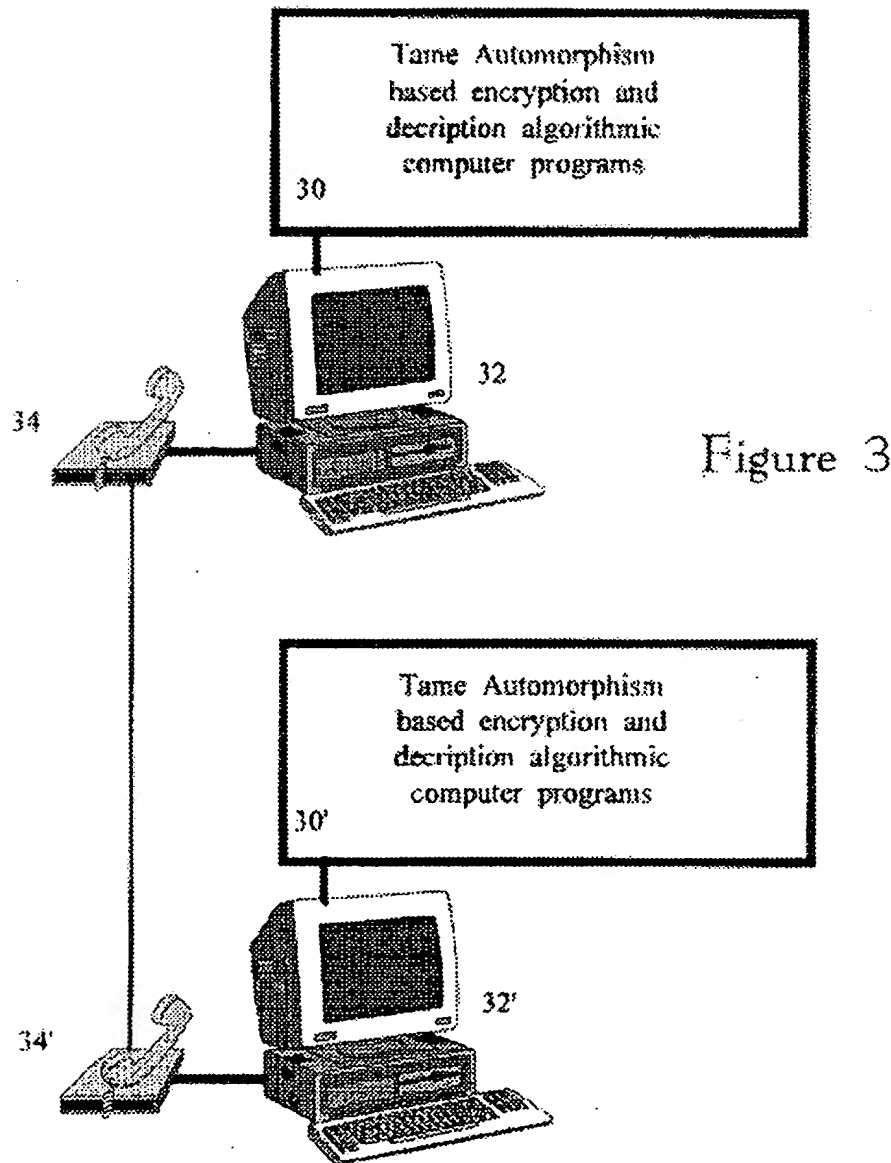 Tame Automorphism
based encryption and
decription algorithmic
computer programs
30
32
34
Figure 3
Tame Automorphism
based encryption and
decription algorithmic
computer programs
30'
32'
34'